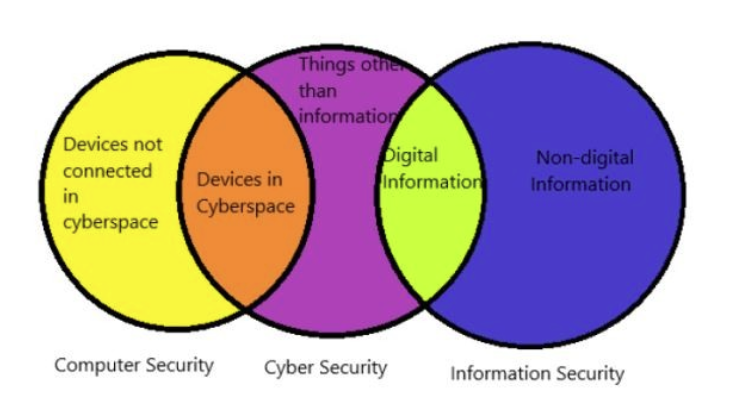 Things other
than
information
Devices not
connected
in
cyberspace
Devices in
Cyberspace
Digital
Information
Non-digital
Information
Computer Security
Cyber Security
Information Security